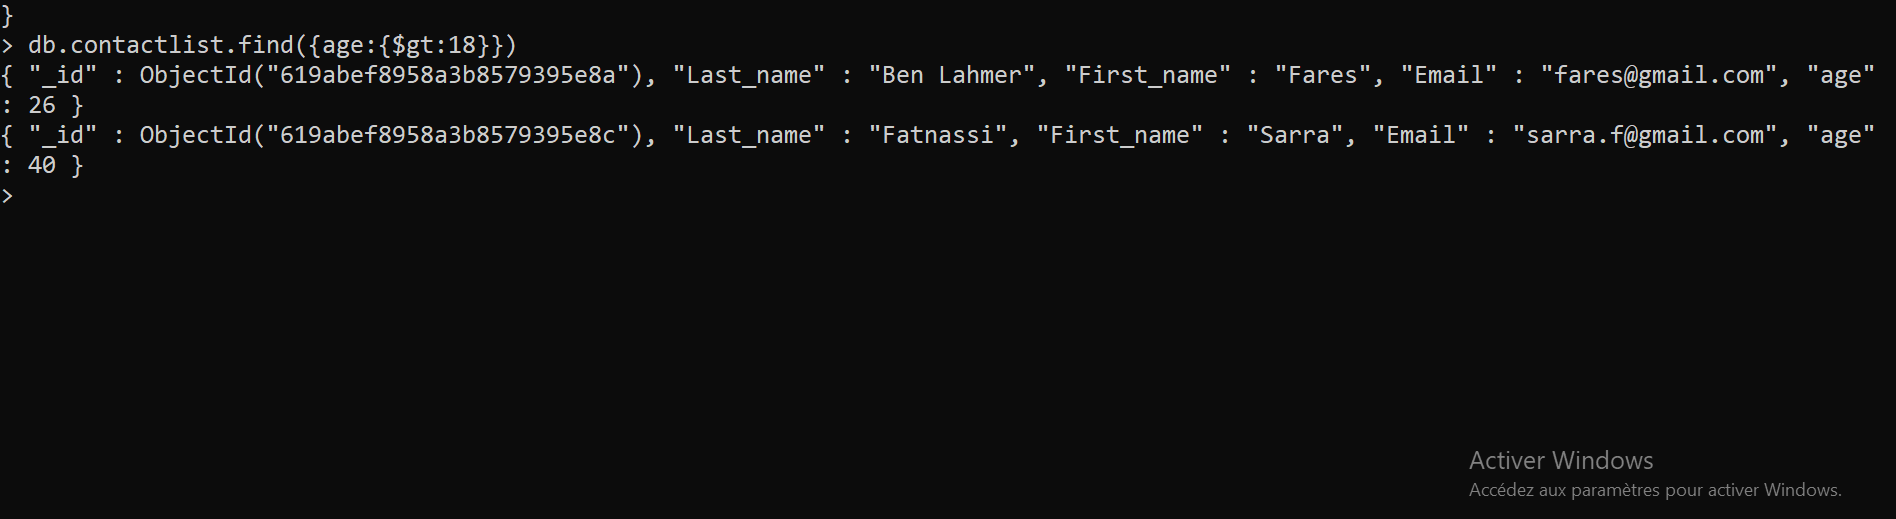 }
> db.contactlist.find({age:{$gt:18}})
{ "_id" : ObjectId("619abef8958a3b8579395e8a"), "Last_name" : "Ben Lahmer", "First_name" : "Fares", "Email" : "fares@gmail.com", "age"
: 26 }
{ "_id" : ObjectId("619abef8958a3b8579395e8c"), "Last_name" : "Fatnassi", "First_name" : "Sarra", "Email" : "sarra.f@gmail.com", "age"
: 40 }
>
Activer Windows
Accédez aux paramètres pour activer Windows.